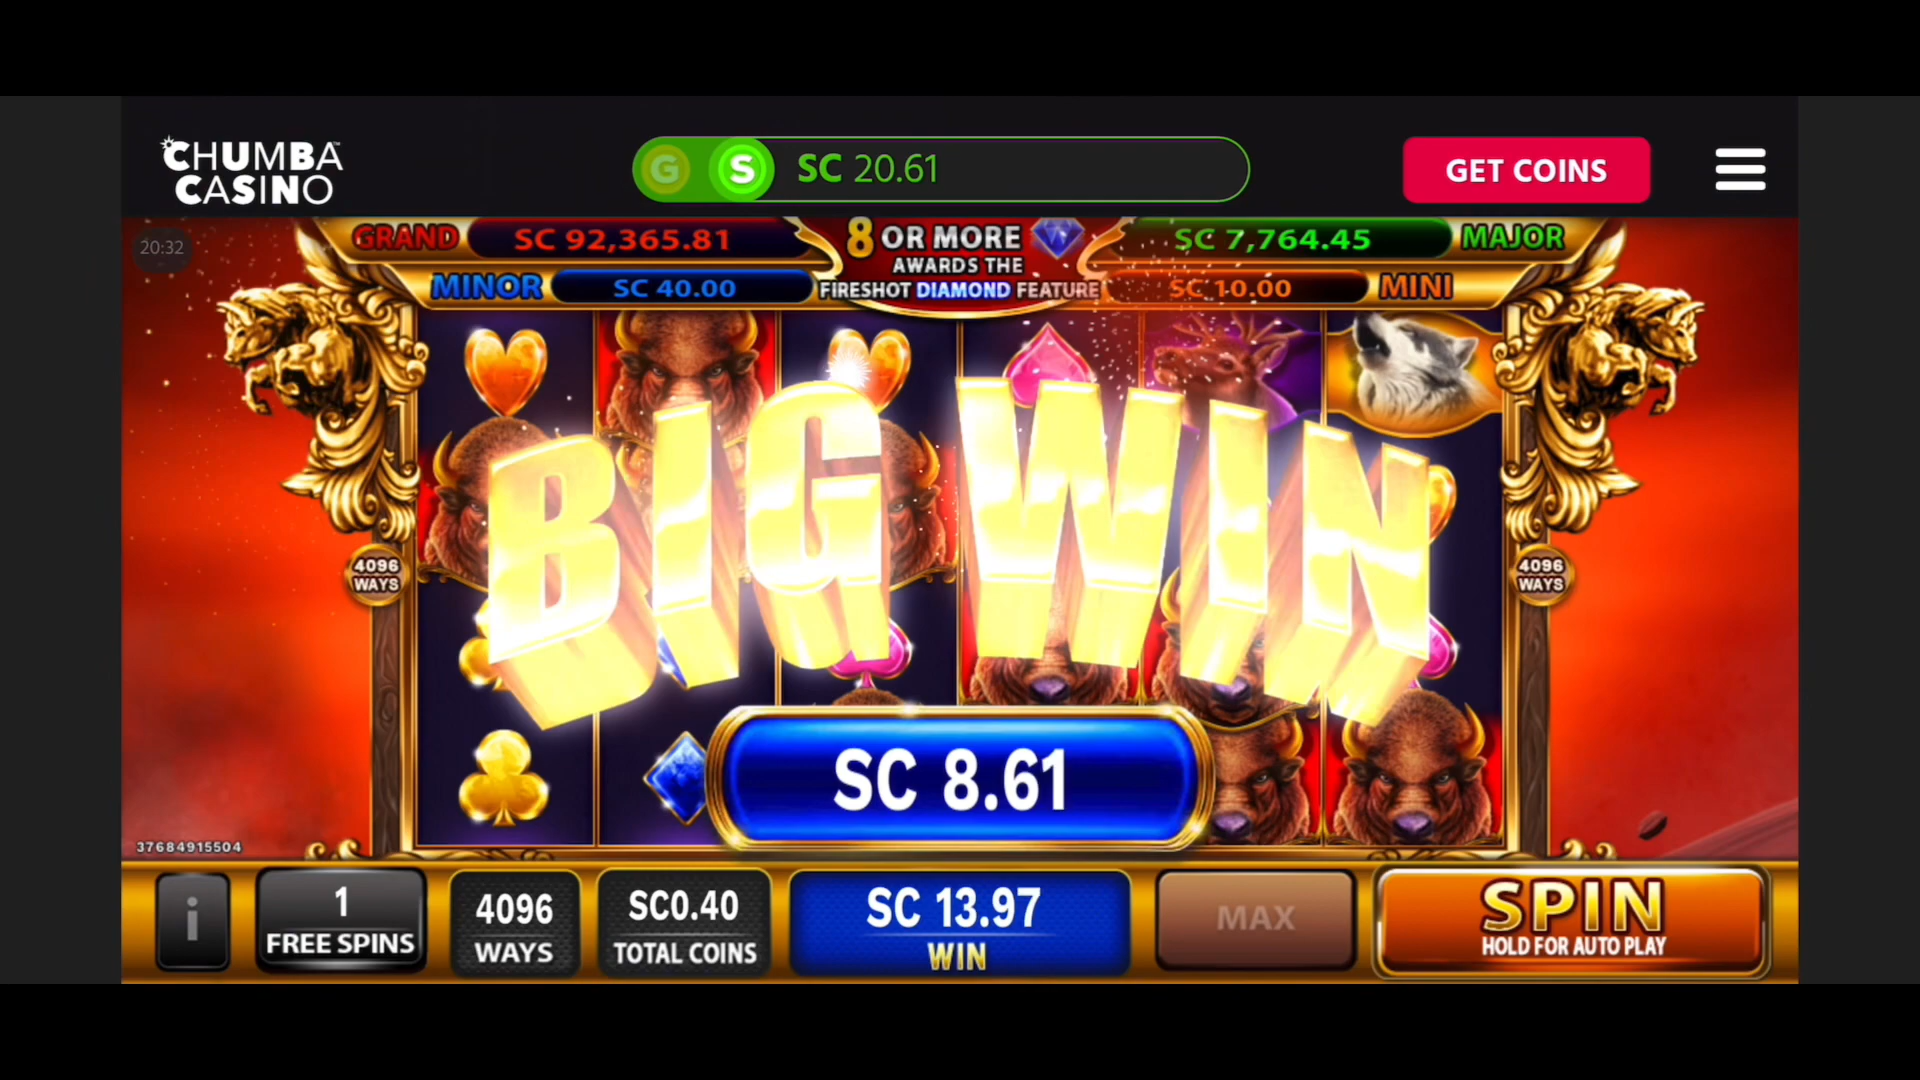 CHUMBA
CASINO
G S SC 20.61
GET COINS
20:32
GRAND SC 92,365.81
8 OR MORE
AWARDS THE
FIRESHOT DIAMOND FEATURE
SC 7,764.45 MAJOR
MINOR SC 40.00
SC 10.00 MINI
4096
WAYS
BIG WIN
4096
WAYS
SC 8.61
37684915504
i
1
FREE SPINS
4096
WAYS
SC0.40
TOTAL COINS
SC 13.97
WIN
MAX
SPIN
HOLD FOR AUTO PLAY